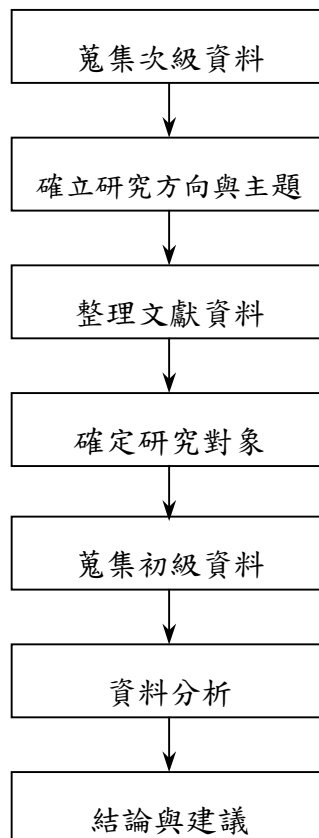 蒐集次級資料
確立研究方向與主題
整理文獻資料
確定研究對象
蒐集初級資料
資料分析
結論與建議